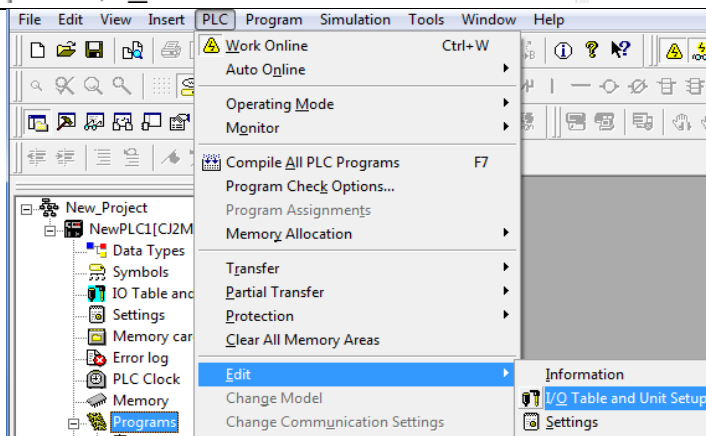 File Edit View Insert PLC Program Simulation Tools Window Help
Work Online Ctrl+W
Auto Online
Operating Mode
Monitor
Compile All PLC Programs F7
Program Check Options...
Program Assignments
Memory Allocation
Transfer
Partial Transfer
Protection
Clear All Memory Areas
Edit
Change Model
Change Communication Settings
Information
I/O Table and Unit Setup
Settings
New_Project
NewPLC1[CJ2M
Data Types
Symbols
IO Table and
Settings
Memory car
Error log
PLC Clock
Memory
Programs